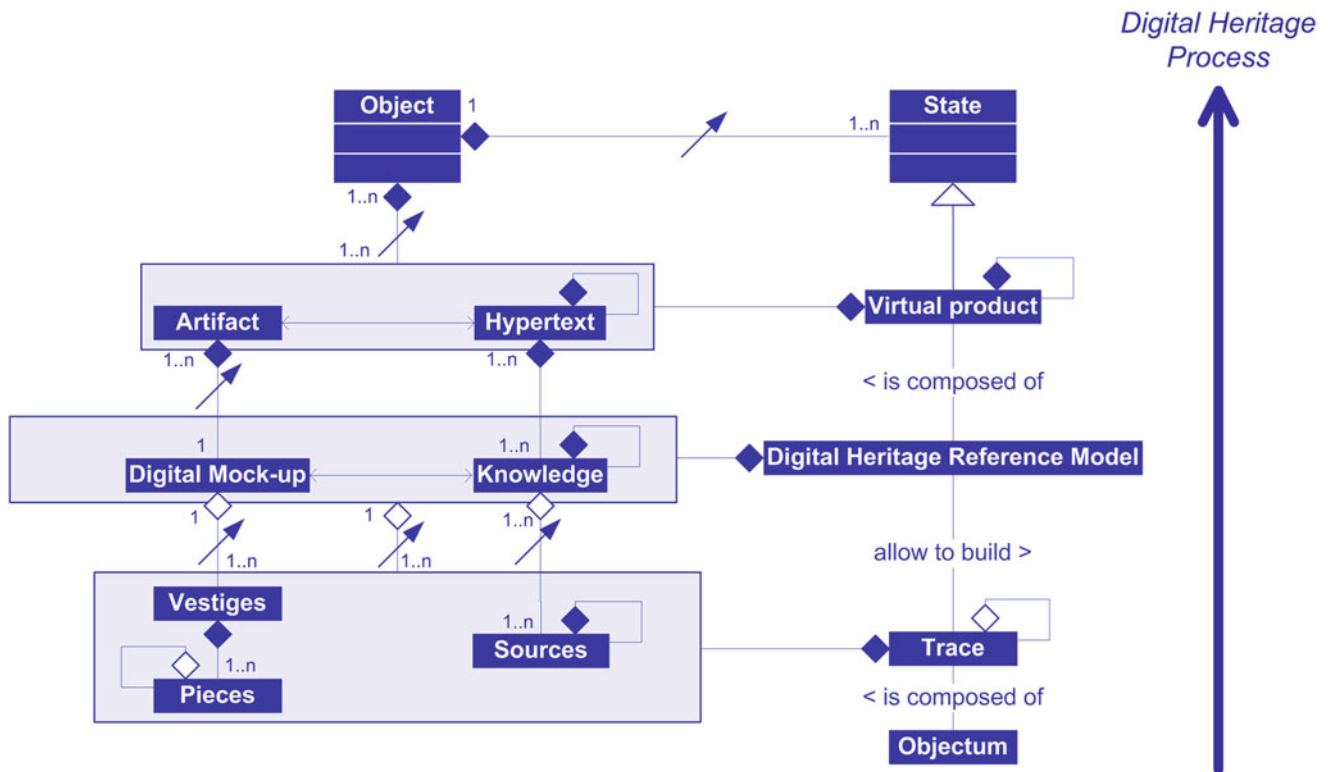 Digital Heritage
Process
Object
1
State
1..n
1..n
1..n
Artifact
Hypertext
Virtual product
1..n
1..n
< is composed of
1
1..n
Digital Mock-up
Knowledge
Digital Heritage Reference Model
1
1
1..n
1..n
1..n
allow to build >
Vestiges
1..n
Sources
Trace
1..n
Pieces
< is composed of
Objectum